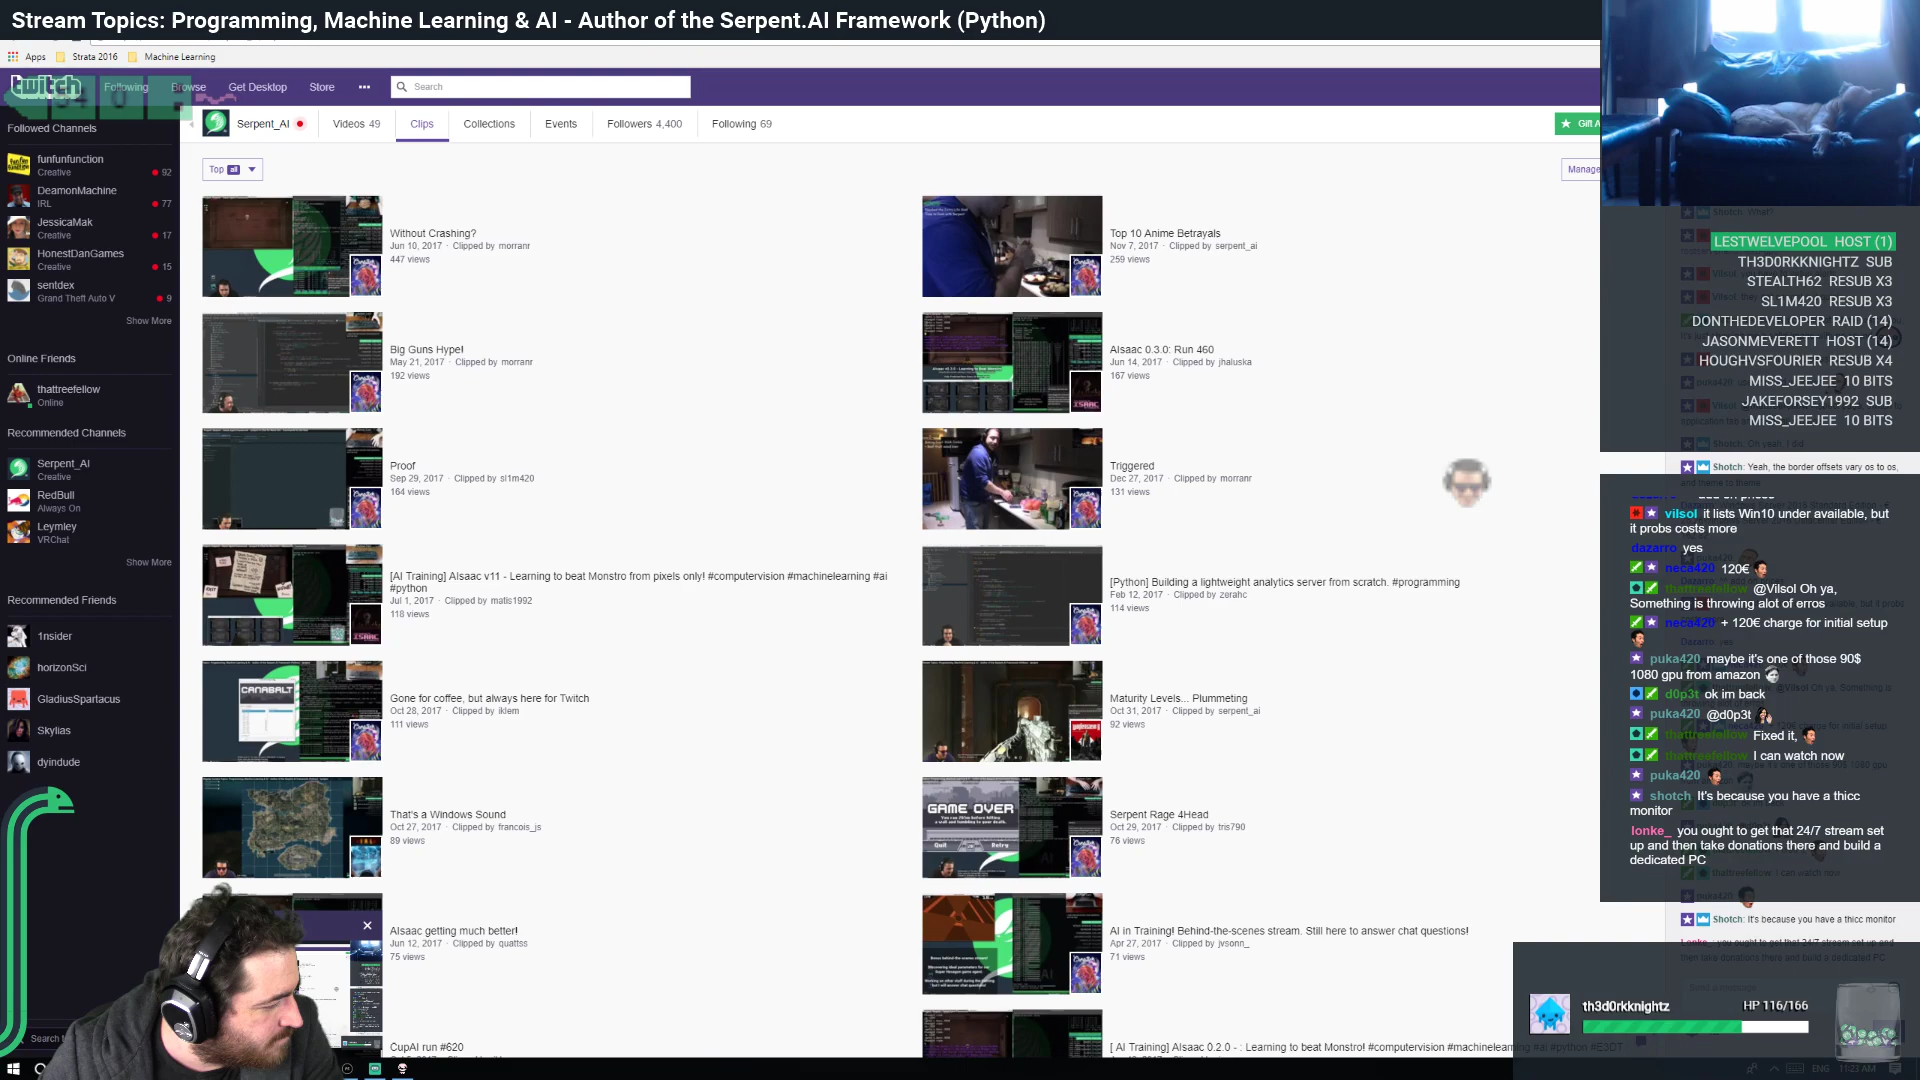 Stream Topics: Programming, Machine Learning & AI - Author of the Serpent.AI Framework (Python)
Apps
Strata 2016
Machine Learning
twitch
Following
Browse
Get Desktop
Store
Search
Serpent_AI
Videos 49
Clips
Collections
Events
Followers 4,400
Following 69
Gift A
Top all
Manage
Followed Channels
funfunfunction
Creative
92
DeamonMachine
IRL
77
JessicaMak
Creative
17
HonestDanGames
Creative
15
sentdex
Grand Theft Auto V
9
Show More
Online Friends
thattreefellow
Online
Recommended Channels
Serpent_AI
Creative
RedBull
Always On
Leymley
VRChat
Show More
Recommended Friends
1nsider
horizonSci
GladiusSpartacus
Skylias
dyindude
Search
Without Crashing?
Jun 10, 2017 · Clipped by morranr
447 views
Top 10 Anime Betrayals
Nov 7, 2017 · Clipped by serpent_ai
259 views
Big Guns Hype!
May 21, 2017 · Clipped by morranr
192 views
AIsaac 0.3.0: Run 460
Jun 14, 2017 · Clipped by jhaluska
167 views
Proof
Sep 29, 2017 · Clipped by sl1m420
164 views
Triggered
Dec 27, 2017 · Clipped by morranr
131 views
[AI Training] AIsaac v11 - Learning to beat Monstro from pixels only! #computervision #machinelearning #ai
#python
Jul 1, 2017 · Clipped by matis1992
118 views
[Python] Building a lightweight analytics server from scratch. #programming
Feb 12, 2017 · Clipped by zerahc
114 views
CANABALT
Gone for coffee, but always here for Twitch
Oct 28, 2017 · Clipped by iklem
111 views
Maturity Levels... Plummeting
Oct 31, 2017 · Clipped by serpent_ai
92 views
That's a Windows Sound
Oct 27, 2017 · Clipped by francois_js
89 views
GAME OVER
Quit
Retry
Serpent Rage 4Head
Oct 29, 2017 · Clipped by tris790
76 views
AIsaac getting much better!
Jun 12, 2017 · Clipped by quattss
75 views
AI in Training! Behind-the-scenes stream. Still here to answer chat questions!
Apr 27, 2017 · Clipped by jvsonn_
71 views
CupAI run #620
[ AI Training] AIsaac 0.2.0 - : Learning to beat Monstro! #computervision #machinelearning #ai #python #E3DT
LESTWELVEPOOL HOST (1)
TH3D0RKKNIGHTZ SUB
STEALTH62 RESUB X3
SL1M420 RESUB X3
DONTHEDEVELOPER RAID (14)
JASONMEVERETT HOST (14)
HOUGHVSFOURIER RESUB X4
MISS_JEEJEE 10 BITS
JAKEFORSEY1992 SUB
MISS_JEEJEE 10 BITS
Shotch: Yeah, the border offsets vary os to os,
and theme to theme
vilsol it lists Win10 under available, but
it probs costs more
dazarro yes
neca420 120€
thattreefellow @Vilsol Oh ya,
Something is throwing alot of erros
neca420 + 120€ charge for initial setup
puka420 maybe it's one of those 90$
1080 gpu from amazon
d0p3t ok im back
puka420 @d0p3t
thattreefellow Fixed it,
thattreefellow I can watch now
puka420
shotch It's because you have a thicc
monitor
lonke_ you ought to get that 24/7 stream set
up and then take donations there and build a
dedicated PC
Shotch: It's because you have a thicc monitor
th3d0rkknightz
HP 116/166
ENG
11:23 AM